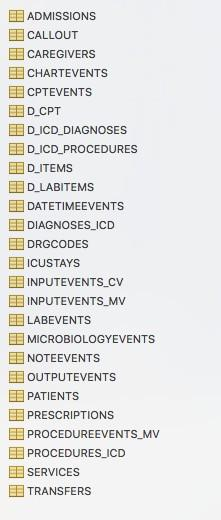 ADMISSIONS
CALLOUT
CAREGIVERS
CHARTEVENTS
CPTEVENTS
D_CPT
D_ICD_DIAGNOSES
D_ICD_PROCEDURES
D_ITEMS
D_LABITEMS
DATETIMEEVENTS
DIAGNOSES_ICD
DRGCODES
ICUSTAYS
INPUTEVENTS_CV
INPUTEVENTS_MV
LABEVENTS
MICROBIOLOGYEVENTS
NOTEEVENTS
OUTPUTEVENTS
PATIENTS
PRESCRIPTIONS
PROCEDUREEVENTS_MV
PROCEDURES_ICD
SERVICES
TRANSFERS